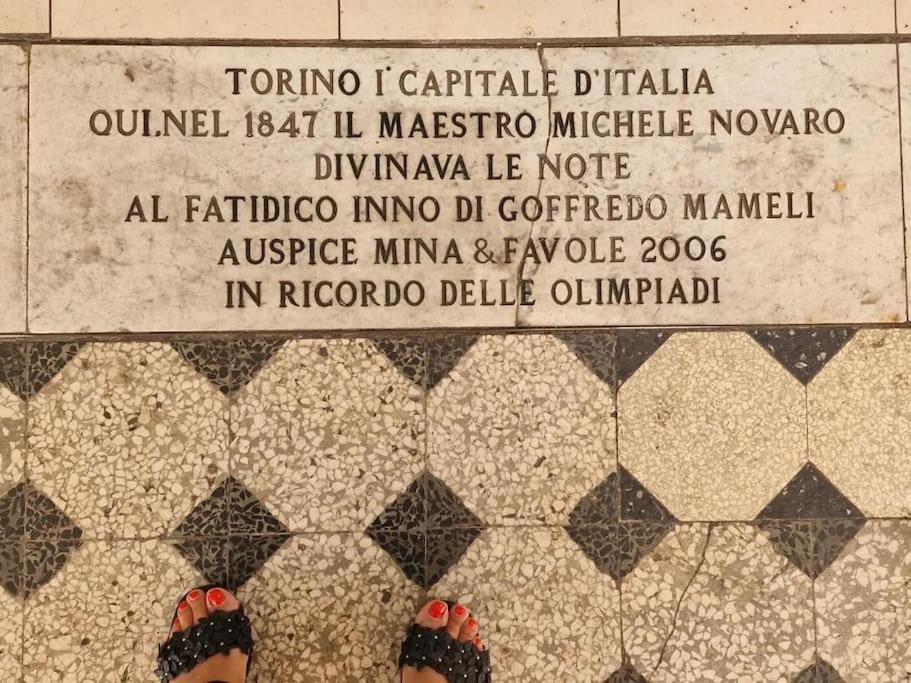 TORINO I° CAPITALE D'ITALIA
QUI.NEL 1847 IL MAESTRO MICHELE NOVARO
DIVINAVA LE NOTE
AL FATIDICO INNO DI GOFFREDO MAMELI
AUSPICE MINA & FAVOLE 2006
IN RICORDO DELLE OLIMPIADI